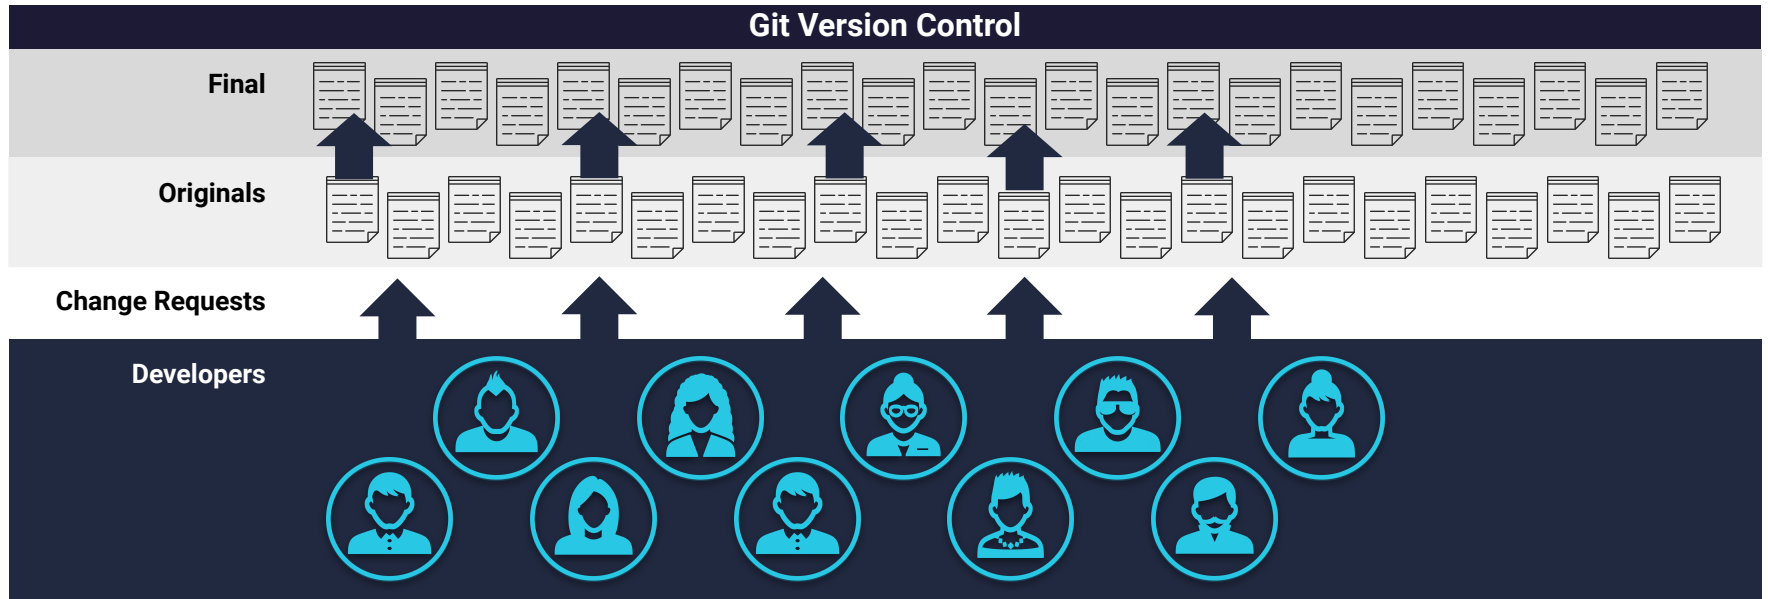 Git Version Control
Final
Originals
Change Requests
Developers